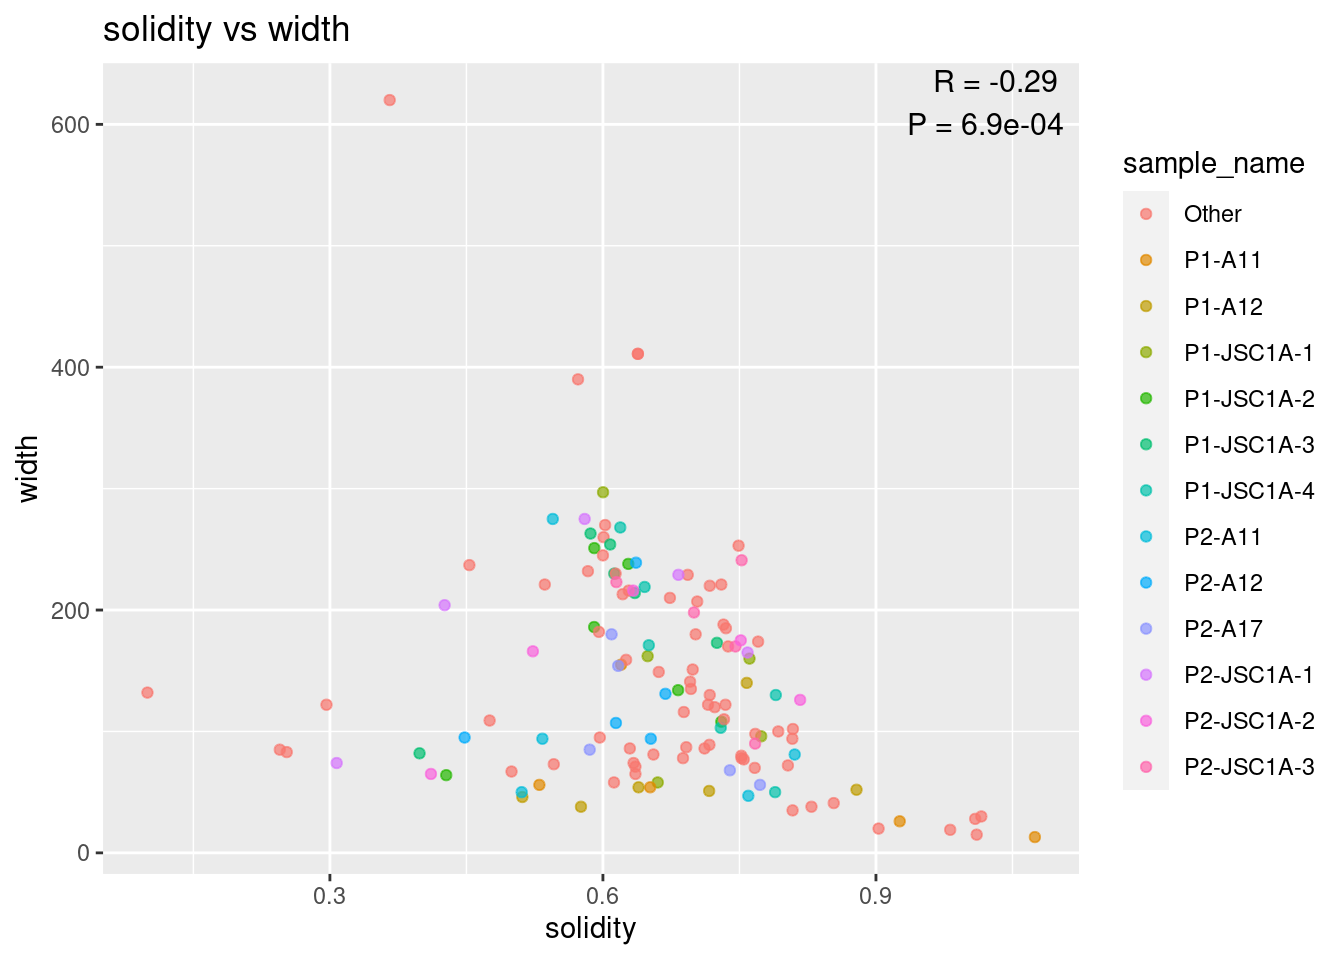 solidity vs width
R = -0.29
P = 6.9e-04
600
400
200
0
width
0.3
0.6
0.9
solidity
sample_name
Other
P1-A11
P1-A12
P1-JSC1A-1
P1-JSC1A-2
P1-JSC1A-3
P1-JSC1A-4
P2-A11
P2-A12
P2-A17
P2-JSC1A-1
P2-JSC1A-2
P2-JSC1A-3